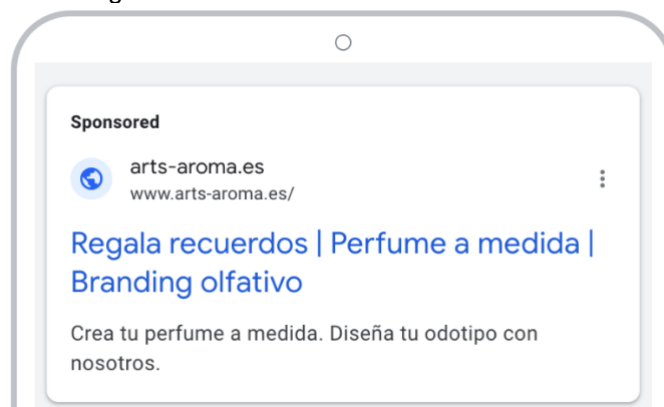 Sponsored
arts-aroma.es
www.arts-aroma.es/
Regala recuerdos | Perfume a medida |
Branding olfativo
Crea tu perfume a medida. Diseña tu odotipo con
nosotros.